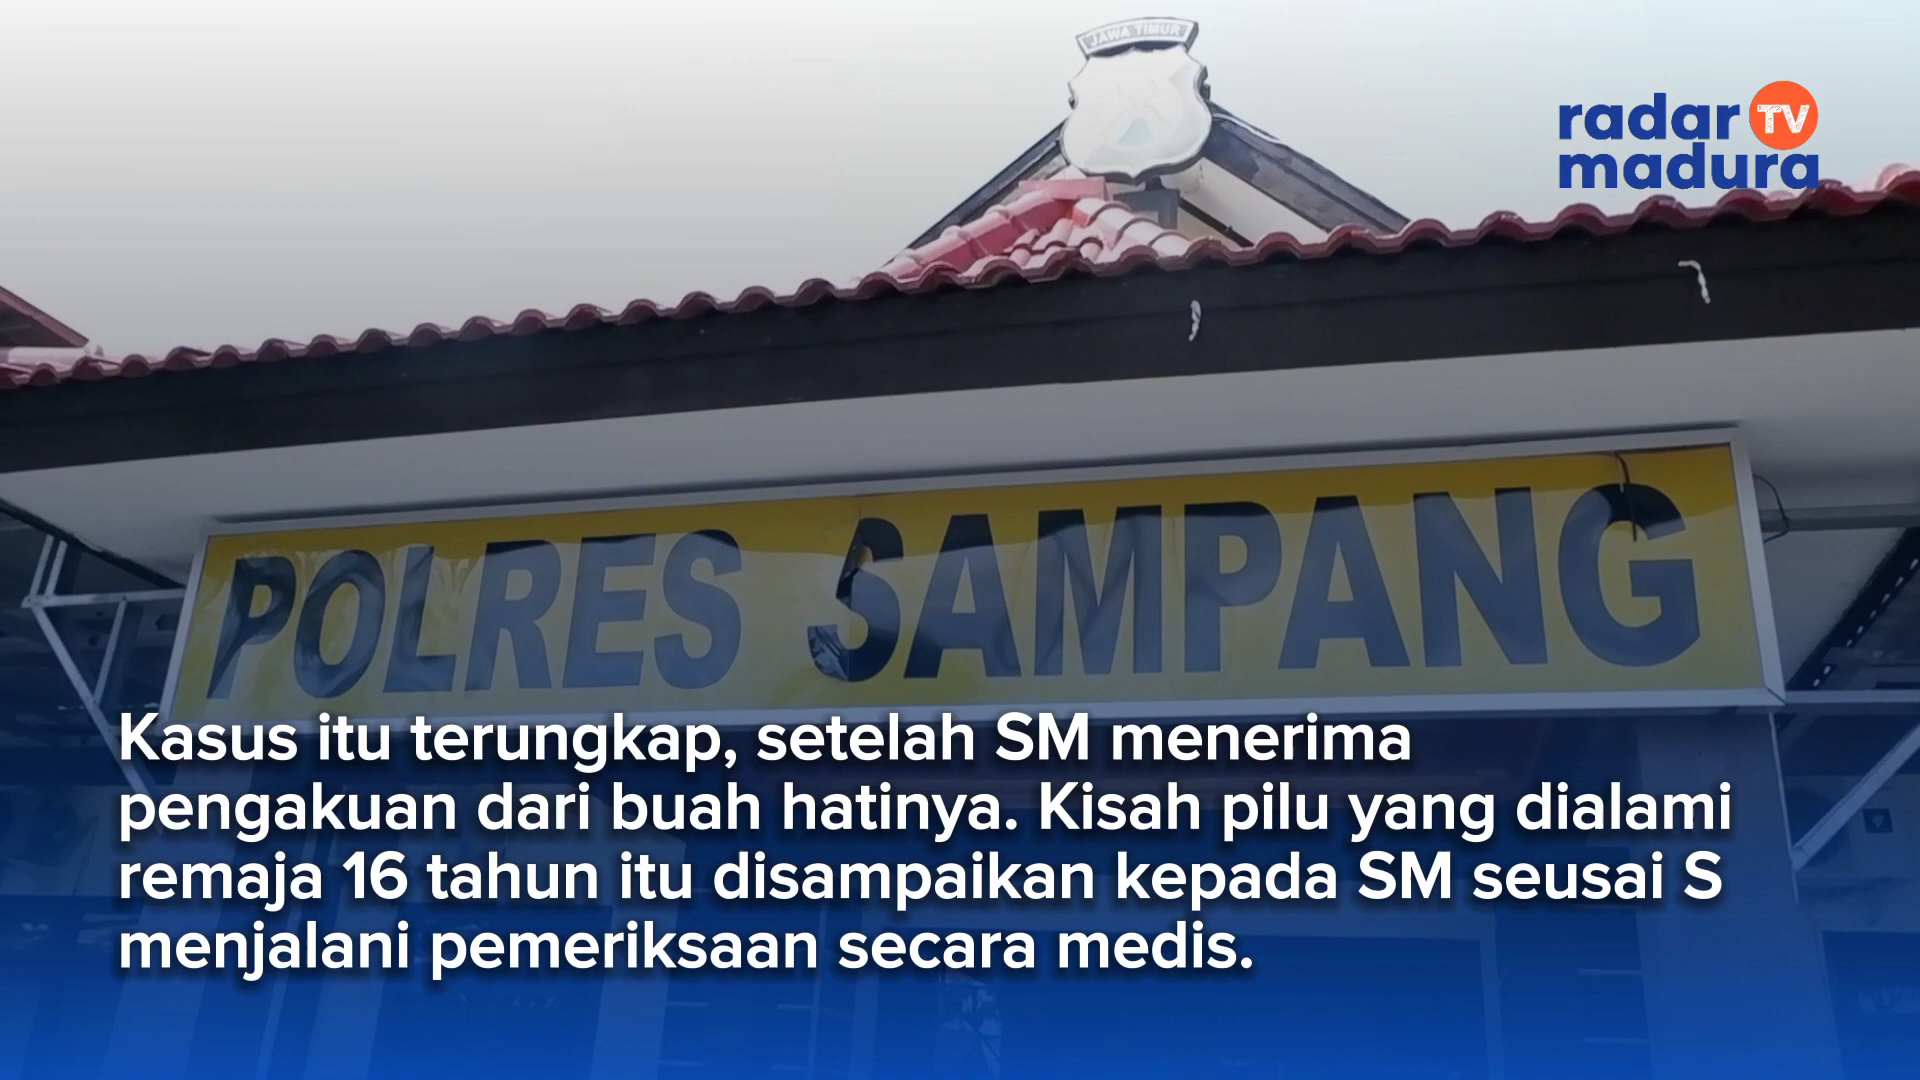 JAWA TIMUR
radar TV
madura
POLRES SAMPANG
Kasus itu terungkap, setelah SM menerima
pengakuan dari buah hatinya. Kisah pilu yang dialami
remaja 16 tahun itu disampaikan kepada SM seusai S
menjalani pemeriksaan secara medis.